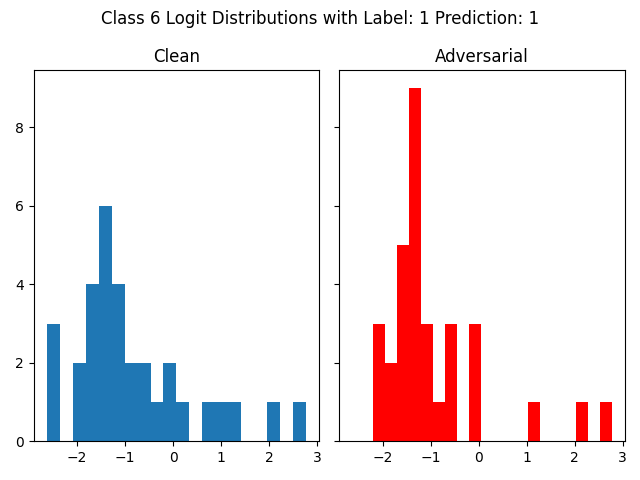 Class 6 Logit Distributions with Label: 1 Prediction: 1
Clean
Adversarial
8
6
4
2
0
−2 −1 0 1 2 3
−2 −1 0 1 2 3